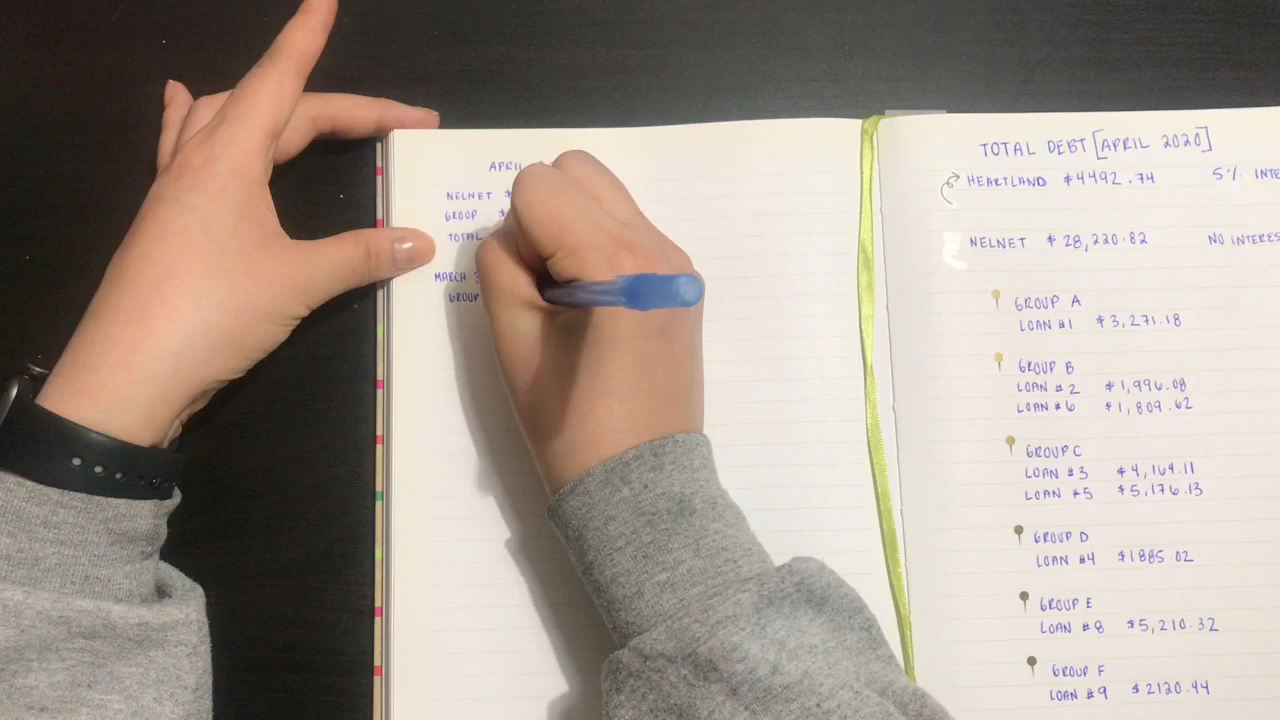 APRIL
NELNET $
GROUP $
TOTAL
MARCH 3
GROUP
TOTAL DEBT [APRIL 2020]
HEARTLAND $4492.74 5% INTE
NELNET $28,220.82 NO INTERES
GROUP A
LOAN #1 $3,271.18
GROUP B
LOAN #2 $1,996.08
LOAN #6 $1,809.62
GROUP C
LOAN #3 $4,164.11
LOAN #5 $5,176.13
GROUP D
LOAN #4 $1885.02
GROUP E
LOAN #8 $5,210.32
GROUP F
LOAN #9 $2120.44